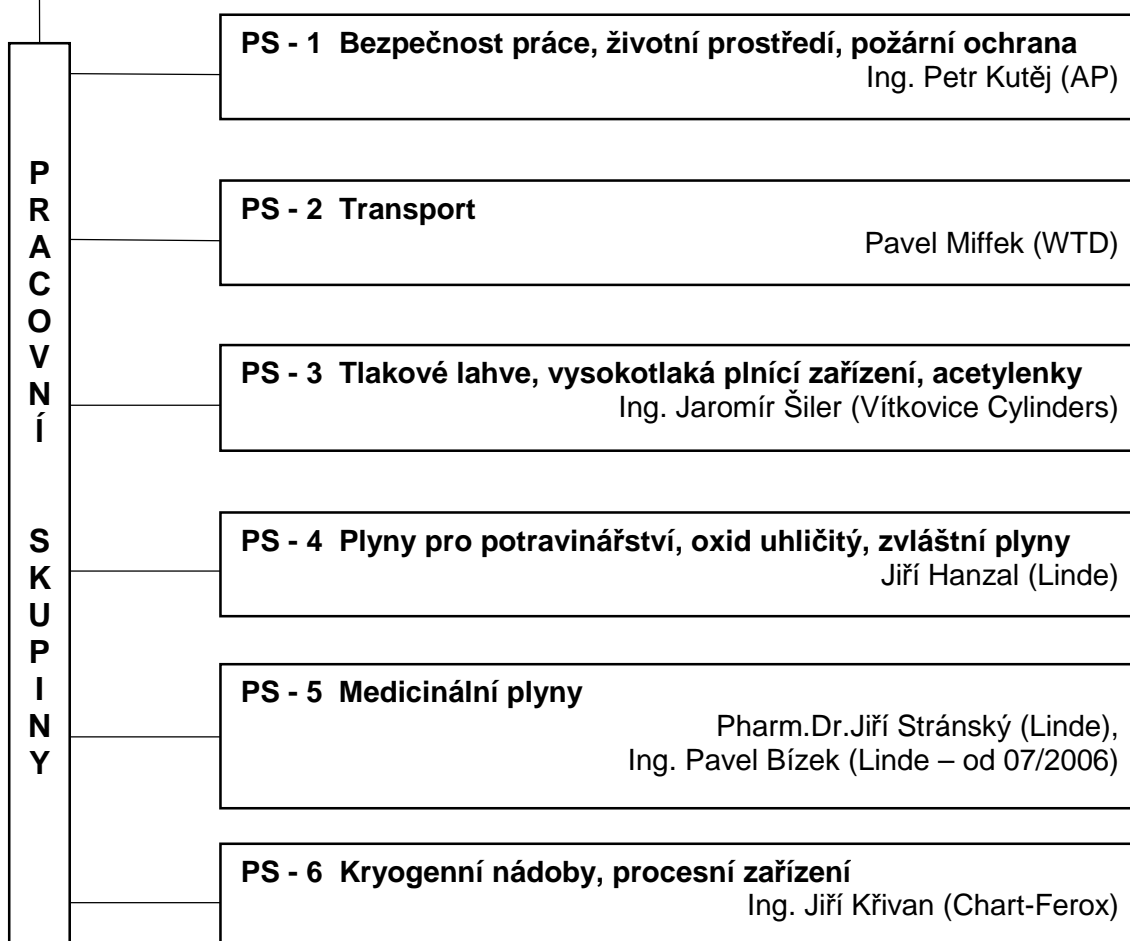 PRACOVNÍ SKUPINY
PS - 1 Bezpečnost práce, životní prostředí, požární ochrana
Ing. Petr Kutěj (AP)
PS - 2 Transport
Pavel Miffek (WTD)
PS - 3 Tlakové lahve, vysokotlaká plnící zařízení, acetylenky
Ing. Jaromír Šiler (Vítkovice Cylinders)
PS - 4 Plyny pro potravinářství, oxid uhličitý, zvláštní plyny
Jiří Hanzal (Linde)
PS - 5 Medicinální plyny
Pharm.Dr.Jiří Stránský (Linde),
Ing. Pavel Bízek (Linde – od 07/2006)
PS - 6 Kryogenní nádoby, procesní zařízení
Ing. Jiří Křivan (Chart-Ferox)